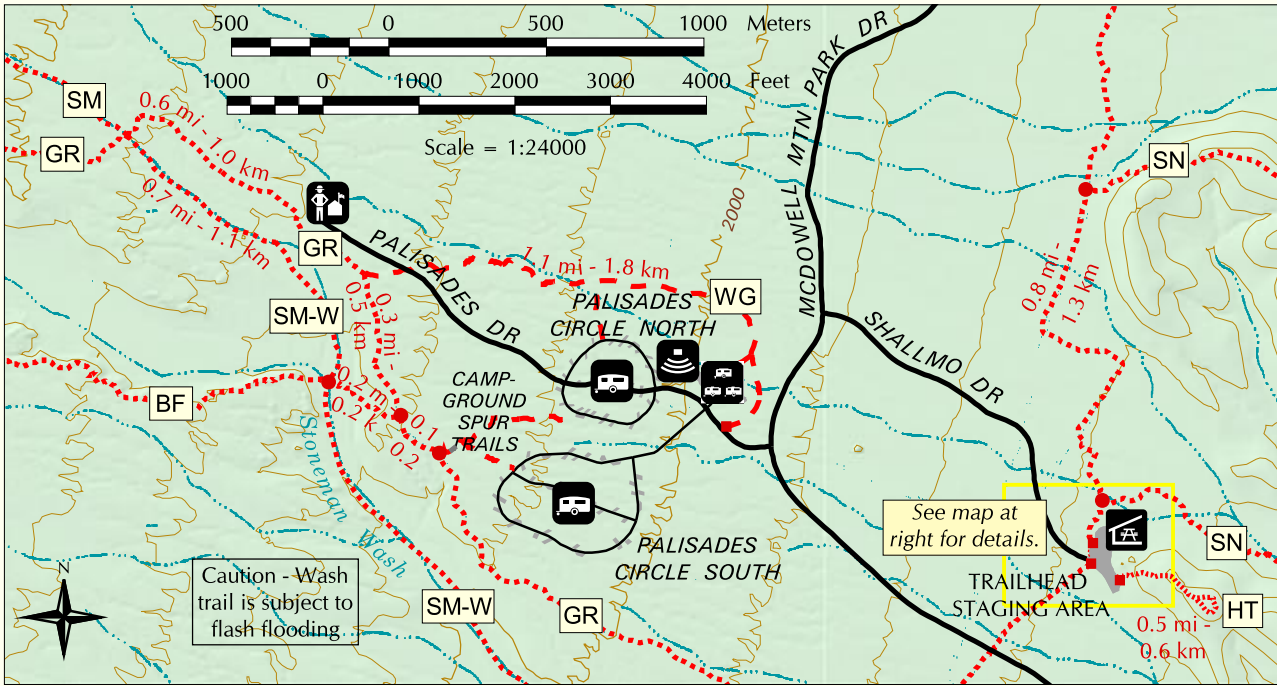 500 0 500 1000 Meters
1000 0 1000 2000 3000 4000 Feet
Scale = 1:24000
MCDOWELL MTN PARK DR
SM
GR
0.6 mi - 1.0 km
0.7 mi - 1.1 km
GR
SN
2000
PALISADES DR
1.1 mi - 1.8 km
WG
0.8 mi -
1.3 km
SM-W
0.3 mi -
0.5 km
PALISADES
CIRCLE NORTH
SHALLMO DR
BF
0.2 m
0.2 k
0.1
- 0.2
CAMP-
GROUND
SPUR
TRAILS
Stoneman Wash
See map at
right for details.
SN
PALISADES
CIRCLE SOUTH
N
Caution - Wash
trail is subject to
flash flooding
SM-W
GR
TRAILHEAD
STAGING AREA
HT
0.5 mi -
0.6 km